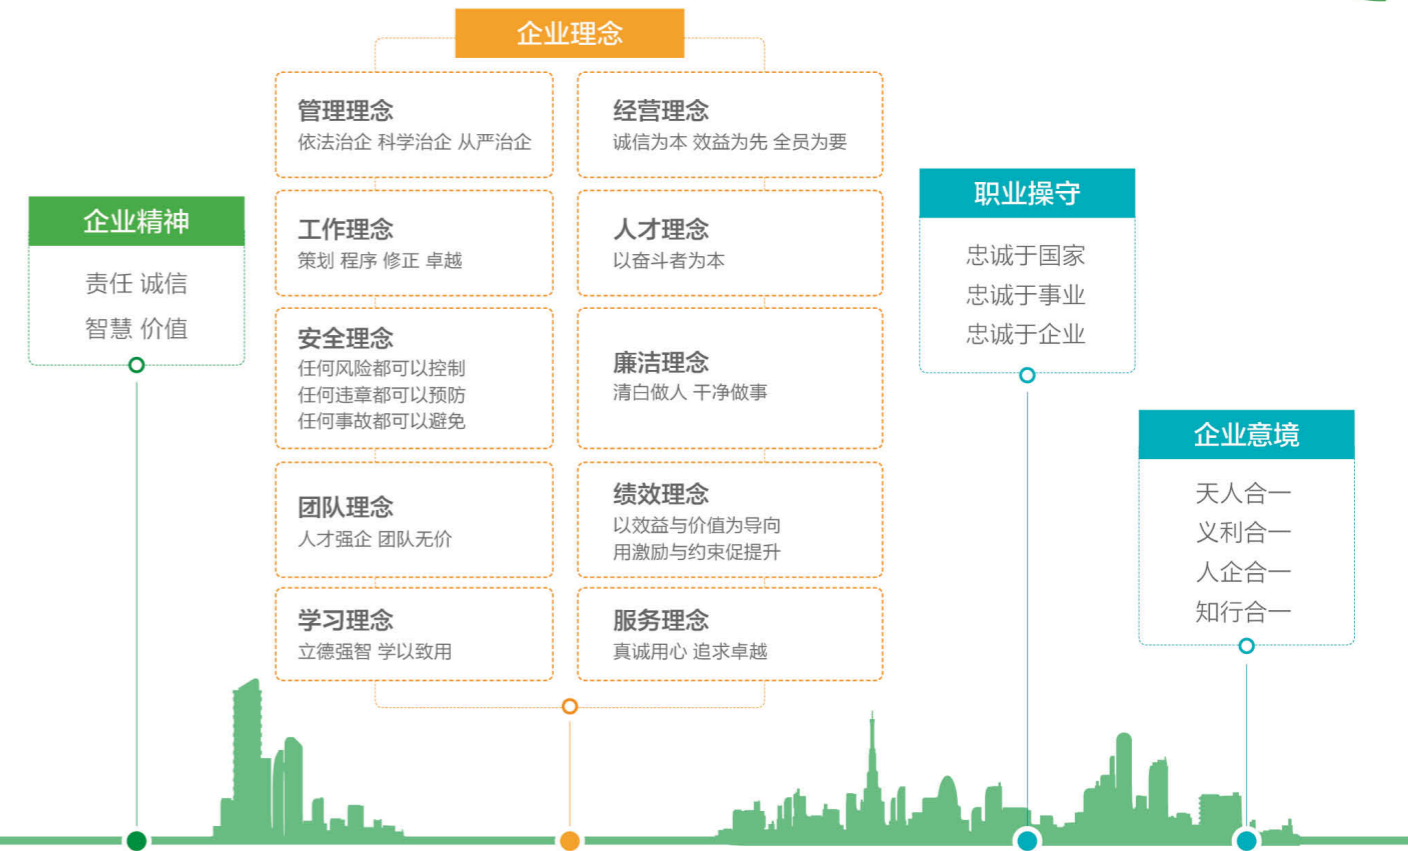 企业精神
责任 诚信
智慧 价值
企业理念
管理理念
依法治企 科学治企 从严治企
经营理念
诚信为本 效益为先 全员为要
工作理念
策划 程序 修正 卓越
人才理念
以奋斗者为本
安全理念
任何风险都可以控制
任何违章都可以预防
任何事故都可以避免
廉洁理念
清白做人 干净做事
团队理念
人才强企 团队无价
绩效理念
以效益与价值为导向
用激励与约束促提升
学习理念
立德强智 学以致用
服务理念
真诚用心 追求卓越
职业操守
忠诚于国家
忠诚于事业
忠诚于企业
企业意境
天人合一
义利合一
人企合一
知行合一